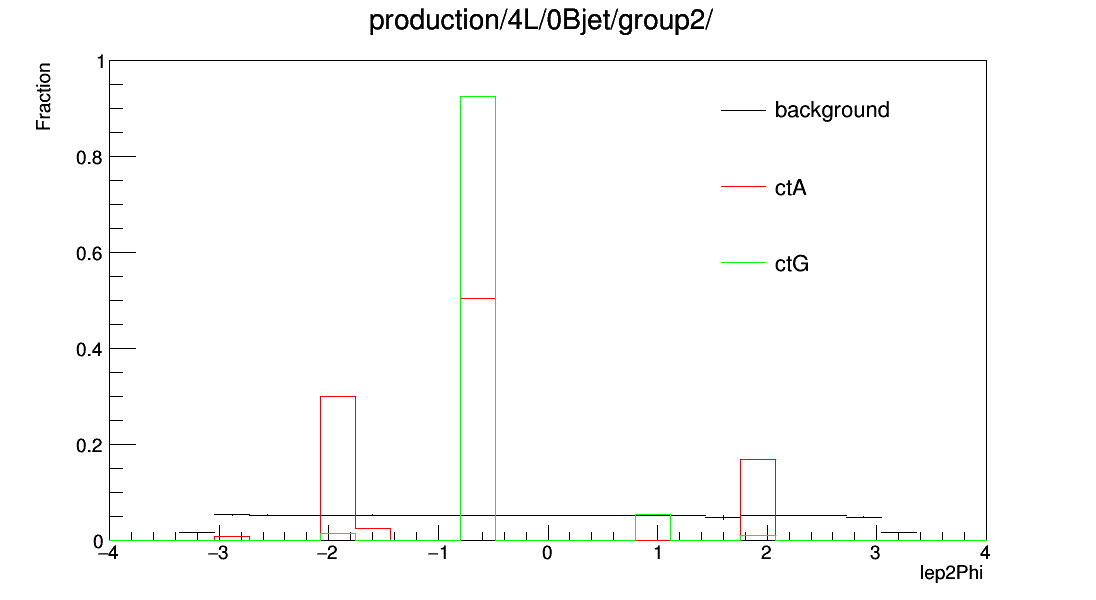 production/4L/0Bjet/group2/
Fraction
1
0.8
0.6
0.4
0.2
0
background
ctA
ctG
−4 −3 −2 −1 0 1 2 3 4
lep2Phi